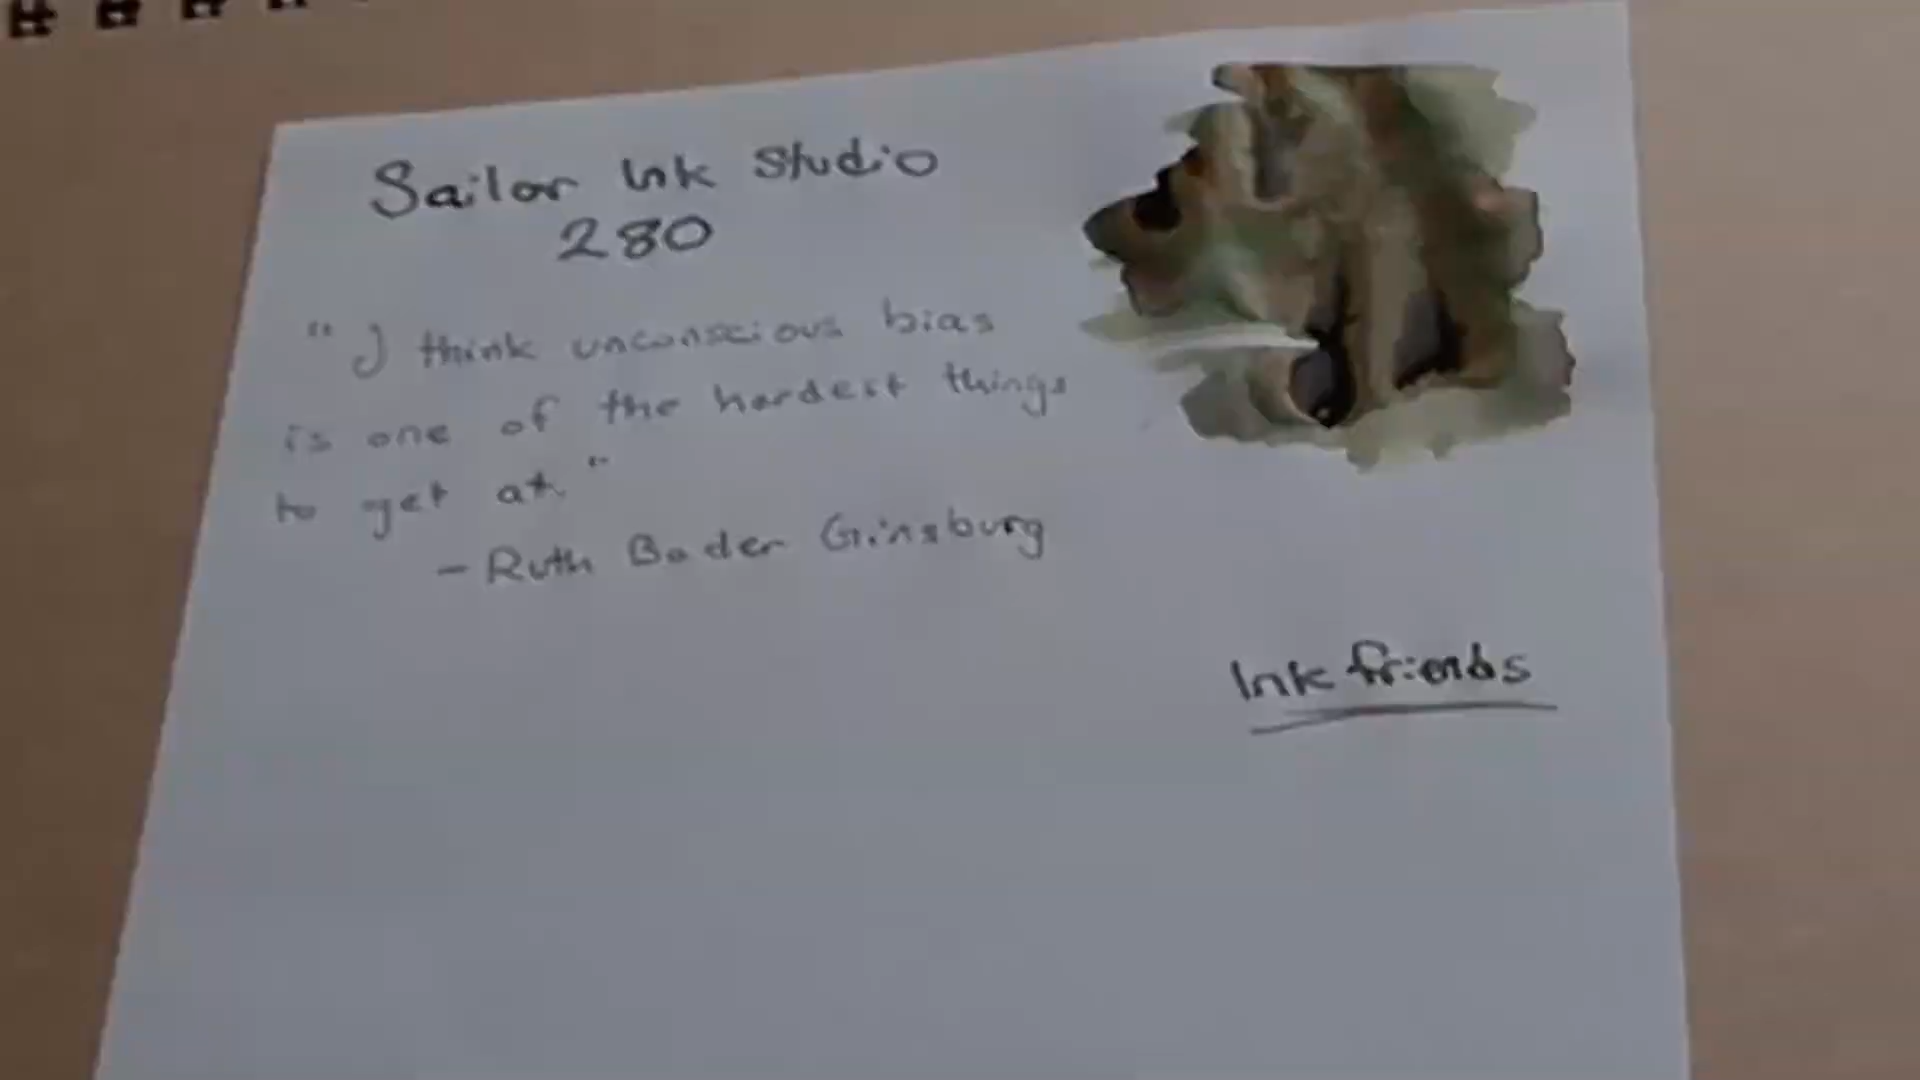 Sailor Ink Studio
280
"I think unconscious bias
is one of the hardest things
to get at."
- Ruth Bader Ginsburg
Ink friends